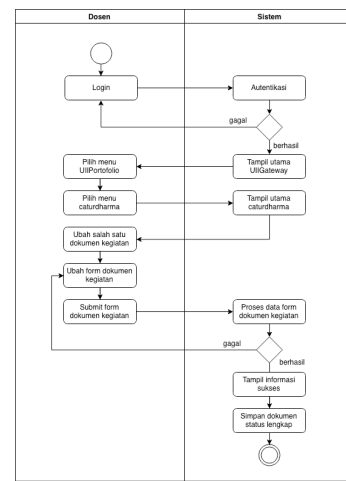 Dosen
Sistem
Login
Autentikasi
gagal
berhasil
Pilih menu
UIIPortofolio
Tampil utama
UIIGateway
Pilih menu
caturdharma
Tampil utama
caturdharma
Ubah salah satu
dokumen kegiatan
Ubah form dokumen
kegiatan
Submit form
dokumen kegiatan
Proses data form
dokumen kegiatan
gagal
berhasil
Tampil informasi
sukses
Simpan dokumen
status lengkap